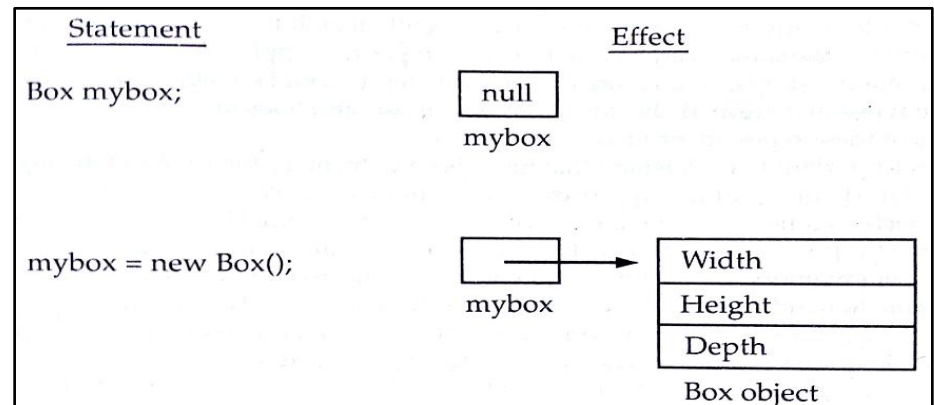 Statement Effect
Box mybox; null
mybox
mybox = new Box(); Width
mybox Height
Depth
Box object